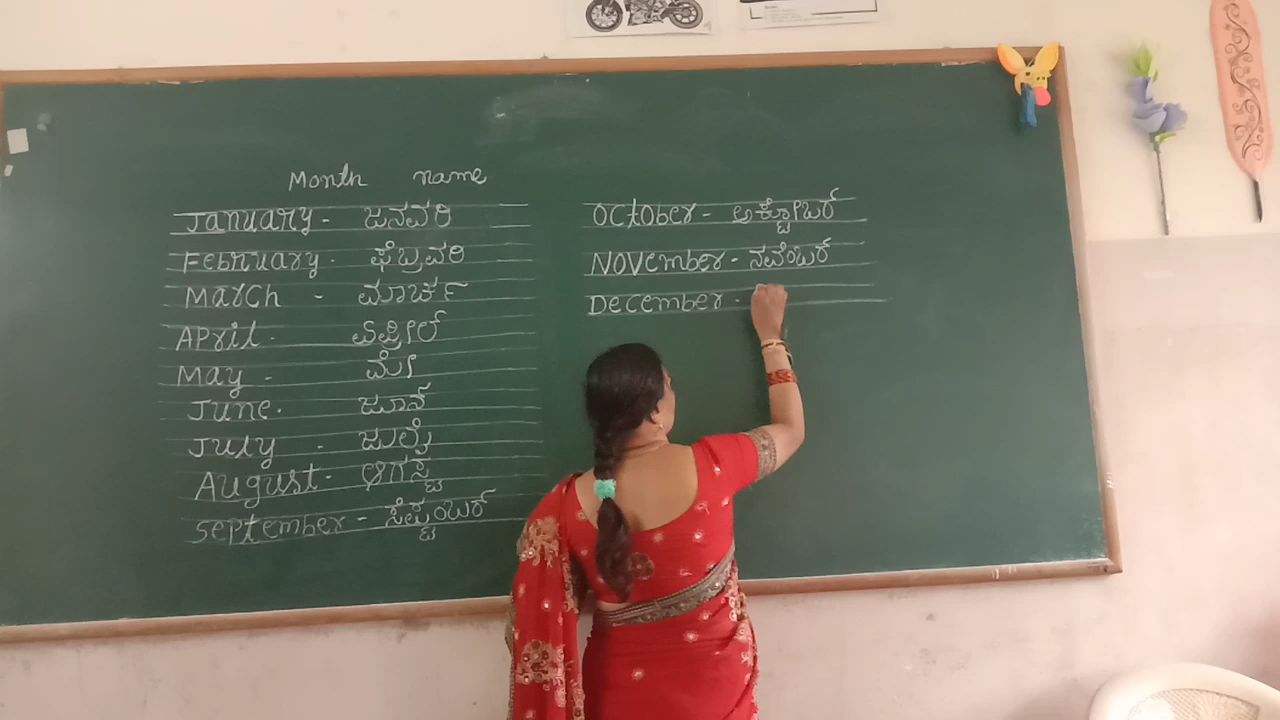 Month name
January - ಜನವರಿ
February - ಫೆಬ್ರವರಿ
March - ಮಾರ್ಚ್
April - ಏಪ್ರೀಲ್
May - ಮೇ
June. ಜೂನ್
July - ಜುಲೈ
August - ಆಗಸ್ಟ
September - ಸೆಪ್ಟಂಬರ್
October - ಅಕ್ಟೋಬರ್
November - ನವೆಂಬರ್
December -